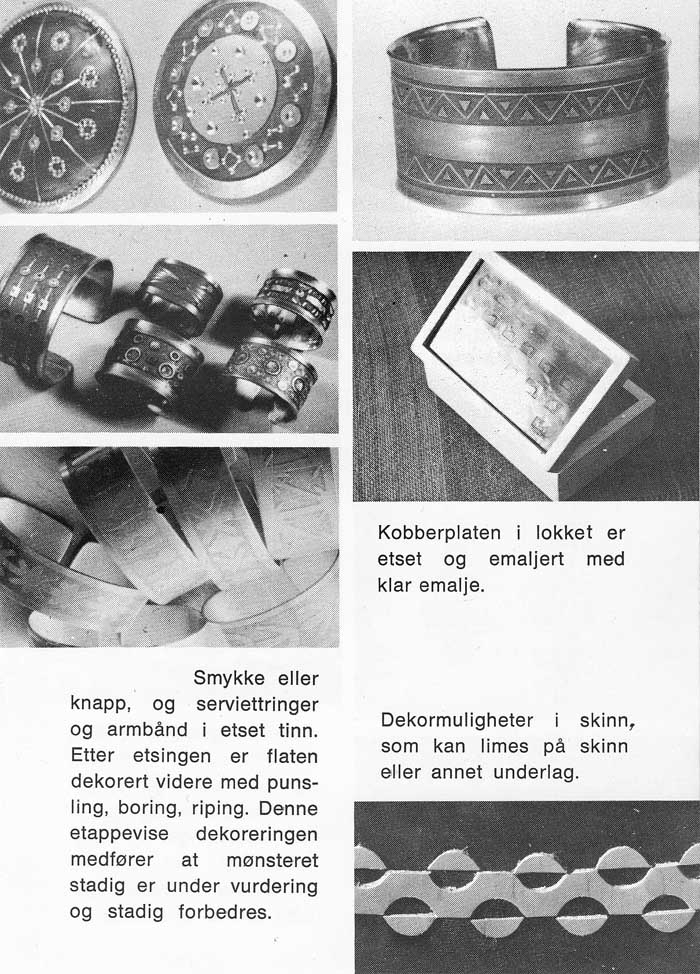 Kobberplaten i lokket er
etset og emaljert med
klar emalje.
Smykke eller
knapp, og serviettringer
og armbånd i etset tinn.
Etter etsingen er flaten
dekorert videre med puns-
ling, boring, riping. Denne
etappevise dekoreringen
medfører at mønsteret
stadig er under vurdering
og stadig forbedres.
Dekormuligheter i skinn,
som kan limes på skinn
eller annet underlag.